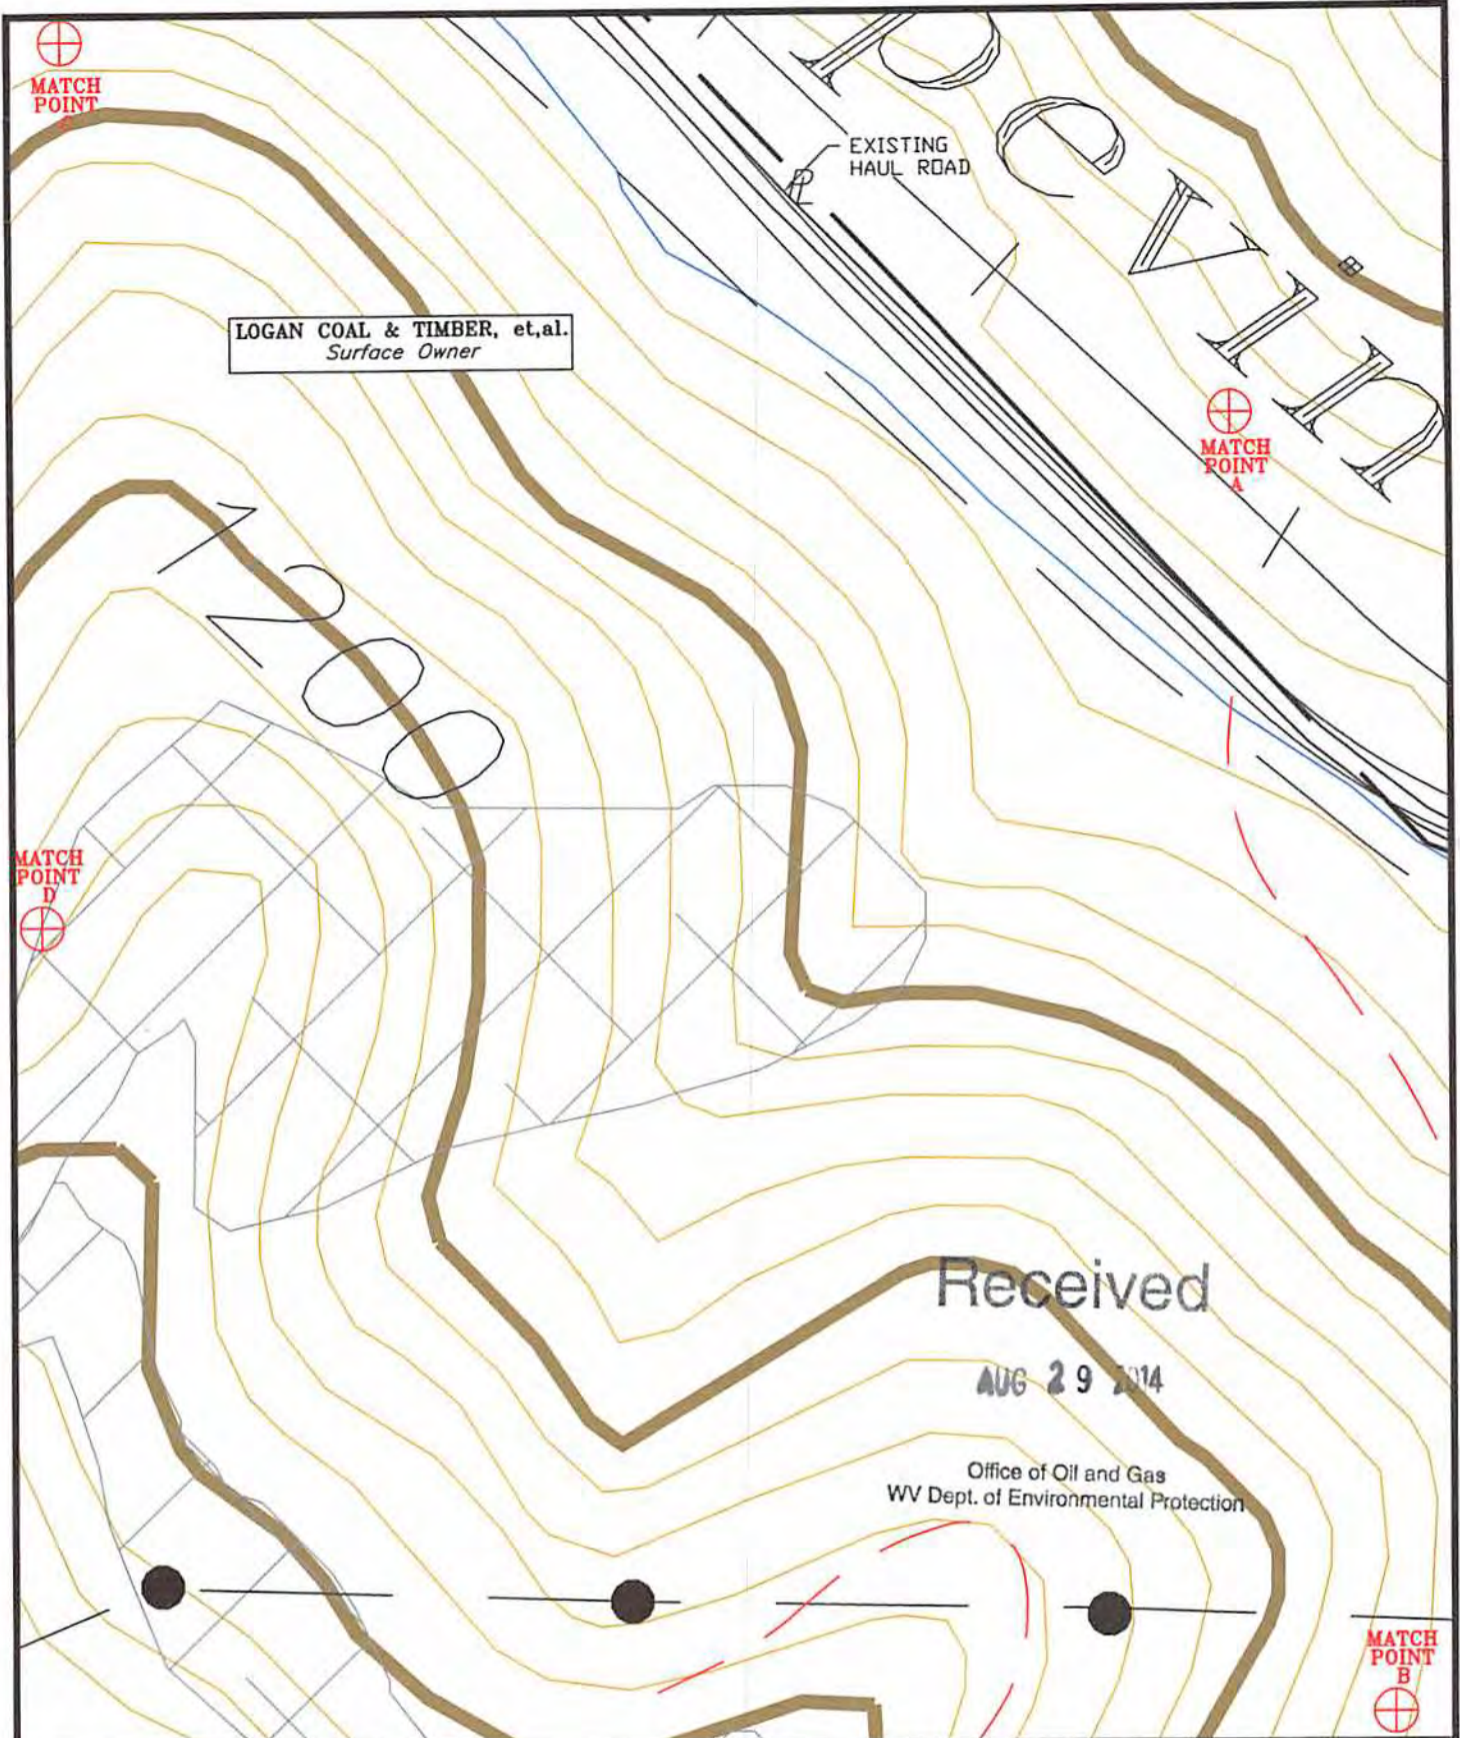 MATCH
POINT
EXISTING
HAUL ROAD
PL
LOGAN COAL & TIMBER, et,al.
Surface Owner
MATCH
POINT
A
1200
MATCH
POINT
D
Received
AUG 29 2014
Office of Oil and Gas
WV Dept. of Environmental Protection
MATCH
POINT
B